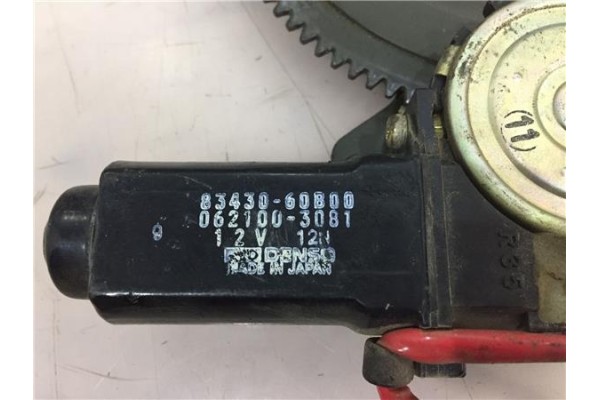 83430-60B00
062100-3081
12V 12N
DENSO
MADE IN JAPAN
(11)